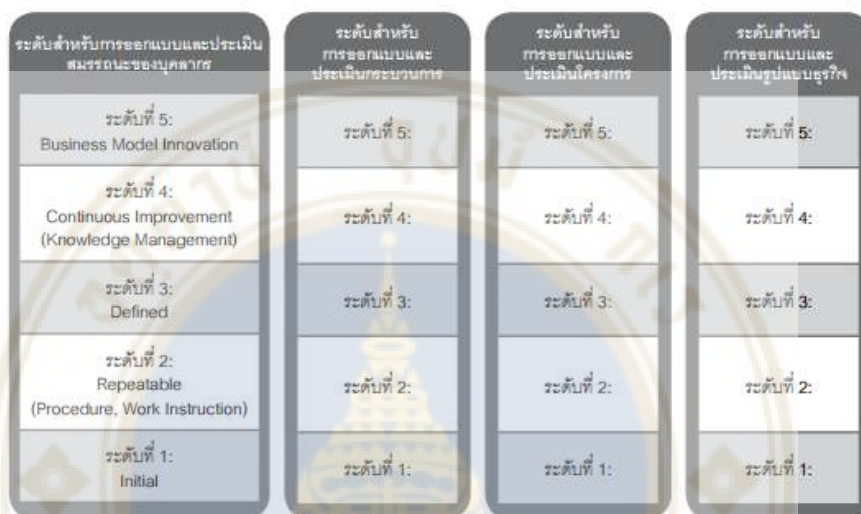 ระดับสำหรับการออกแบบและประเมิน
สมรรถนะของบุคลากร
ระดับที่ 5:
Business Model Innovation
ระดับที่ 4:
Continuous Improvement
(Knowledge Management)
ระดับที่ 3:
Defined
ระดับที่ 2:
Repeatable
(Procedure, Work Instruction)
ระดับที่ 1:
Initial
ระดับสำหรับ
การออกแบบและ
ประเมินกระบวนการ
ระดับที่ 5:
ระดับที่ 4:
ระดับที่ 3:
ระดับที่ 2:
ระดับที่ 1:
ระดับสำหรับ
การออกแบบและ
ประเมินโครงการ
ระดับที่ 5:
ระดับที่ 4:
ระดับที่ 3:
ระดับที่ 2:
ระดับที่ 1:
ระดับสำหรับ
การออกแบบและ
ประเมินรูปแบบธุรกิจ
ระดับที่ 5:
ระดับที่ 4:
ระดับที่ 3:
ระดับที่ 2:
ระดับที่ 1: